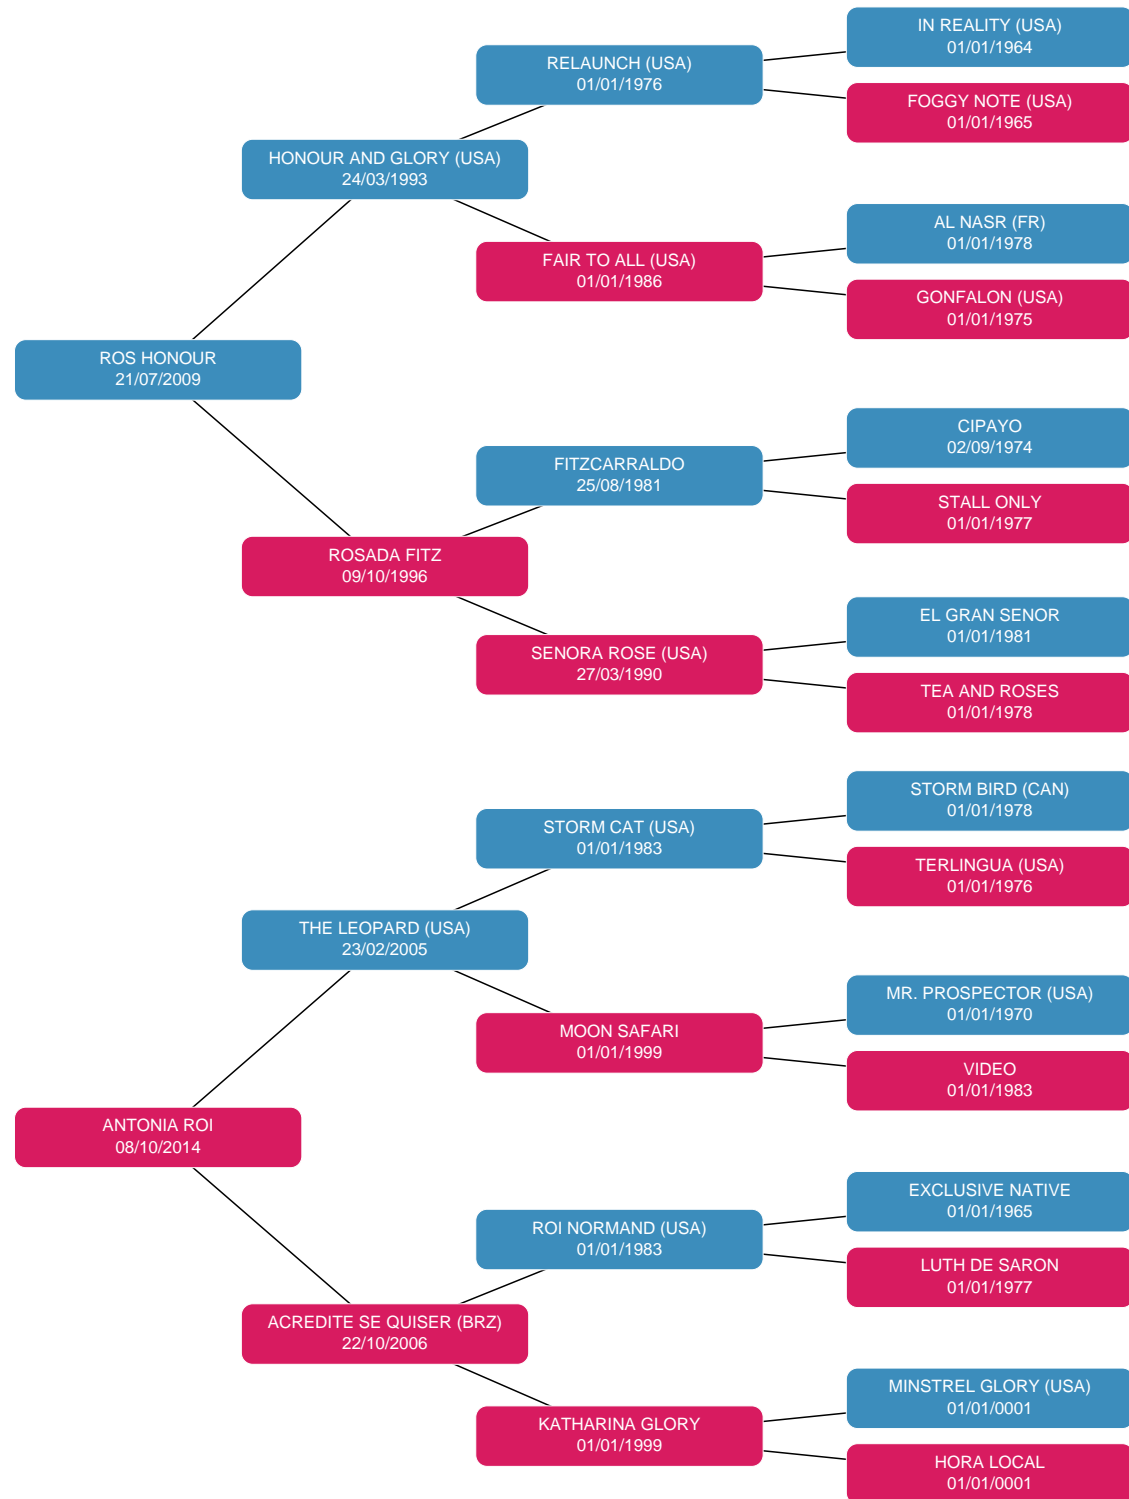 IN REALITY (USA)
01/01/1964
RELAUNCH (USA)
01/01/1976
FOGGY NOTE (USA)
01/01/1965
HONOUR AND GLORY (USA)
24/03/1993
AL NASR (FR)
01/01/1978
FAIR TO ALL (USA)
01/01/1986
GONFALON (USA)
01/01/1975
ROS HONOUR
21/07/2009
CIPAYO
02/09/1974
FITZCARRALDO
25/08/1981
STALL ONLY
01/01/1977
ROSADA FITZ
09/10/1996
EL GRAN SENOR
01/01/1981
SENORA ROSE (USA)
27/03/1990
TEA AND ROSES
01/01/1978
STORM BIRD (CAN)
01/01/1978
STORM CAT (USA)
01/01/1983
TERLINGUA (USA)
01/01/1976
THE LEOPARD (USA)
23/02/2005
MR. PROSPECTOR (USA)
01/01/1970
MOON SAFARI
01/01/1999
VIDEO
01/01/1983
ANTONIA ROI
08/10/2014
EXCLUSIVE NATIVE
01/01/1965
ROI NORMAND (USA)
01/01/1983
LUTH DE SARON
01/01/1977
ACREDITE SE QUISER (BRZ)
22/10/2006
MINSTREL GLORY (USA)
01/01/0001
KATHARINA GLORY
01/01/1999
HORA LOCAL
01/01/0001